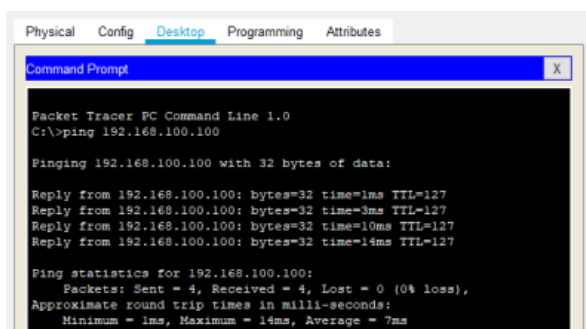 Physical Config Desktop Programming Attributes
Command Prompt X
Packet Tracer PC Command Line 1.0
C:\>ping 192.168.100.100
Pinging 192.168.100.100 with 32 bytes of data:
Reply from 192.168.100.100: bytes=32 time=1ms TTL=127
Reply from 192.168.100.100: bytes=32 time=3ms TTL=127
Reply from 192.168.100.100: bytes=32 time=10ms TTL=127
Reply from 192.168.100.100: bytes=32 time=14ms TTL=127
Ping statistics for 192.168.100.100:
Packets: Sent = 4, Received = 4, Lost = 0 (0% loss),
Approximate round trip times in milli-seconds:
Minimum = 1ms, Maximum = 14ms, Average = 7ms